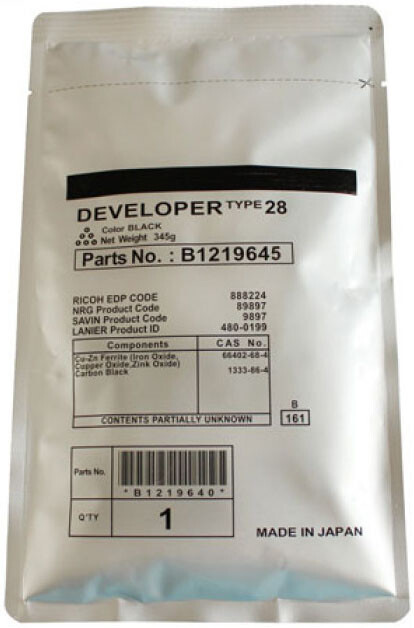 DEVELOPER TYPE 28
Color BLACK
Net Weight 345g
Parts No. : B1219645
RICOH EDP CODE 888224
NRG Product Code 89897
SAVIN Product Code 9897
LANIER Product ID 480-0199
Components CAS No.
Cu-Zn Ferrite (Iron Oxide, 66402-68-4
Cupper Oxide,Zink Oxide)
Carbon Black 1333-86-4
B
CONTENTS PARTIALLY UNKNOWN 161
Parts No.
*B1219640*
Q'TY 1
MADE IN JAPAN